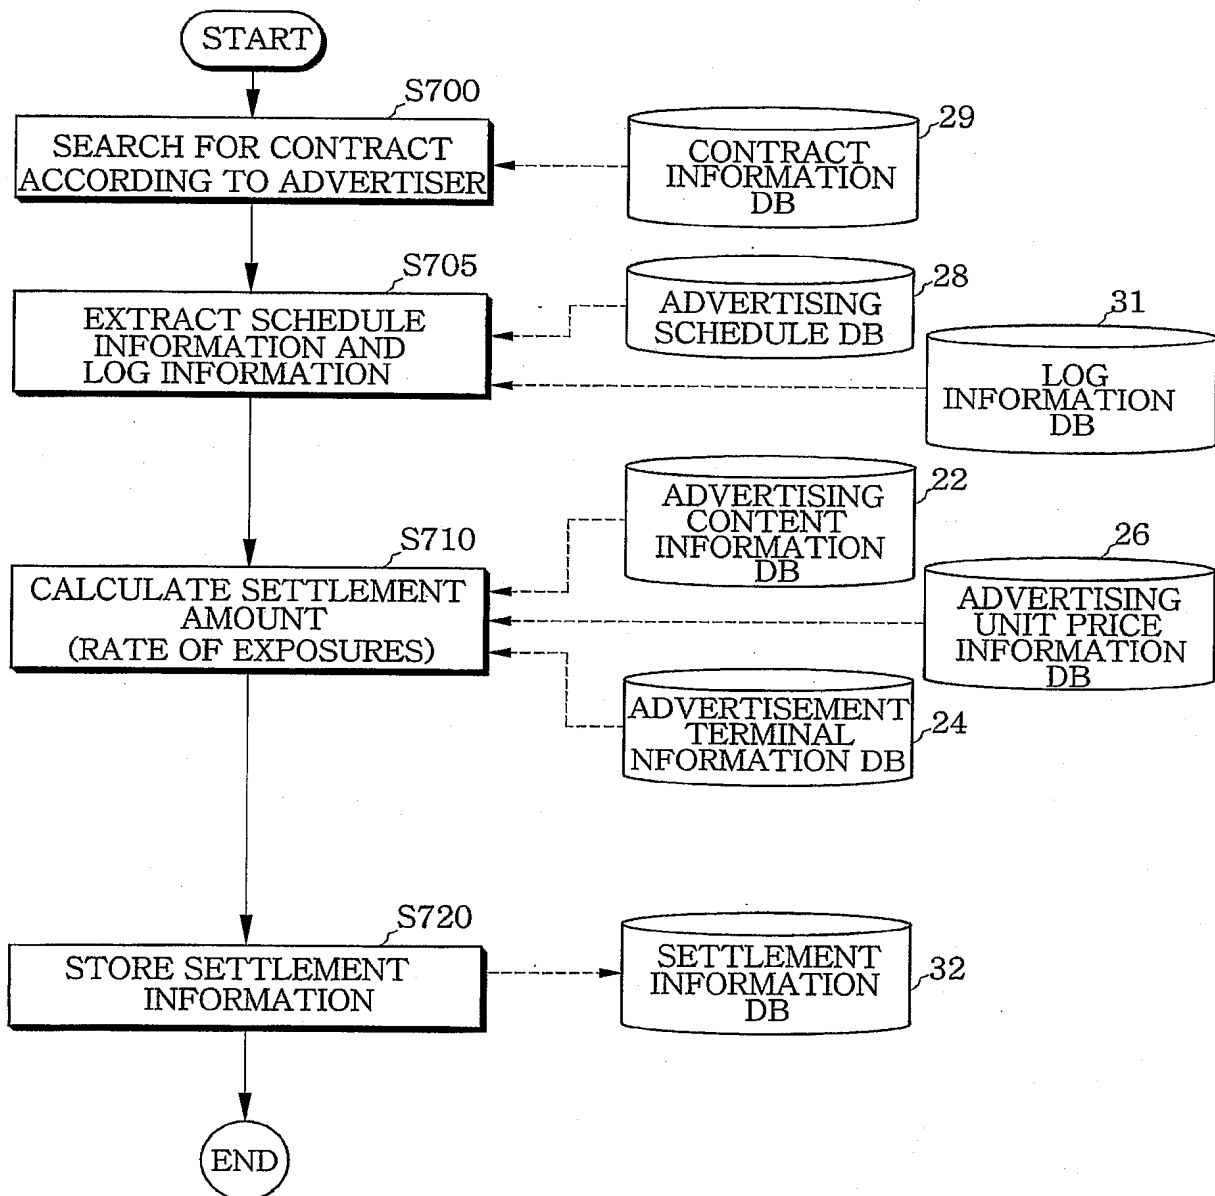 START
S700
SEARCH FOR CONTRACT
ACCORDING TO ADVERTISER
29
CONTRACT
INFORMATION
DB
S705
EXTRACT SCHEDULE
INFORMATION AND
LOG INFORMATION
28
ADVERTISING
SCHEDULE DB
31
LOG
INFORMATION
DB
22
ADVERTISING
CONTENT
INFORMATION
DB
S710
CALCULATE SETTLEMENT
AMOUNT
(RATE OF EXPOSURES)
26
ADVERTISING
UNIT PRICE
INFORMATION
DB
ADVERTISEMENT
TERMINAL
NFORMATION DB
24
S720
STORE SETTLEMENT
INFORMATION
SETTLEMENT
INFORMATION
DB
32
END